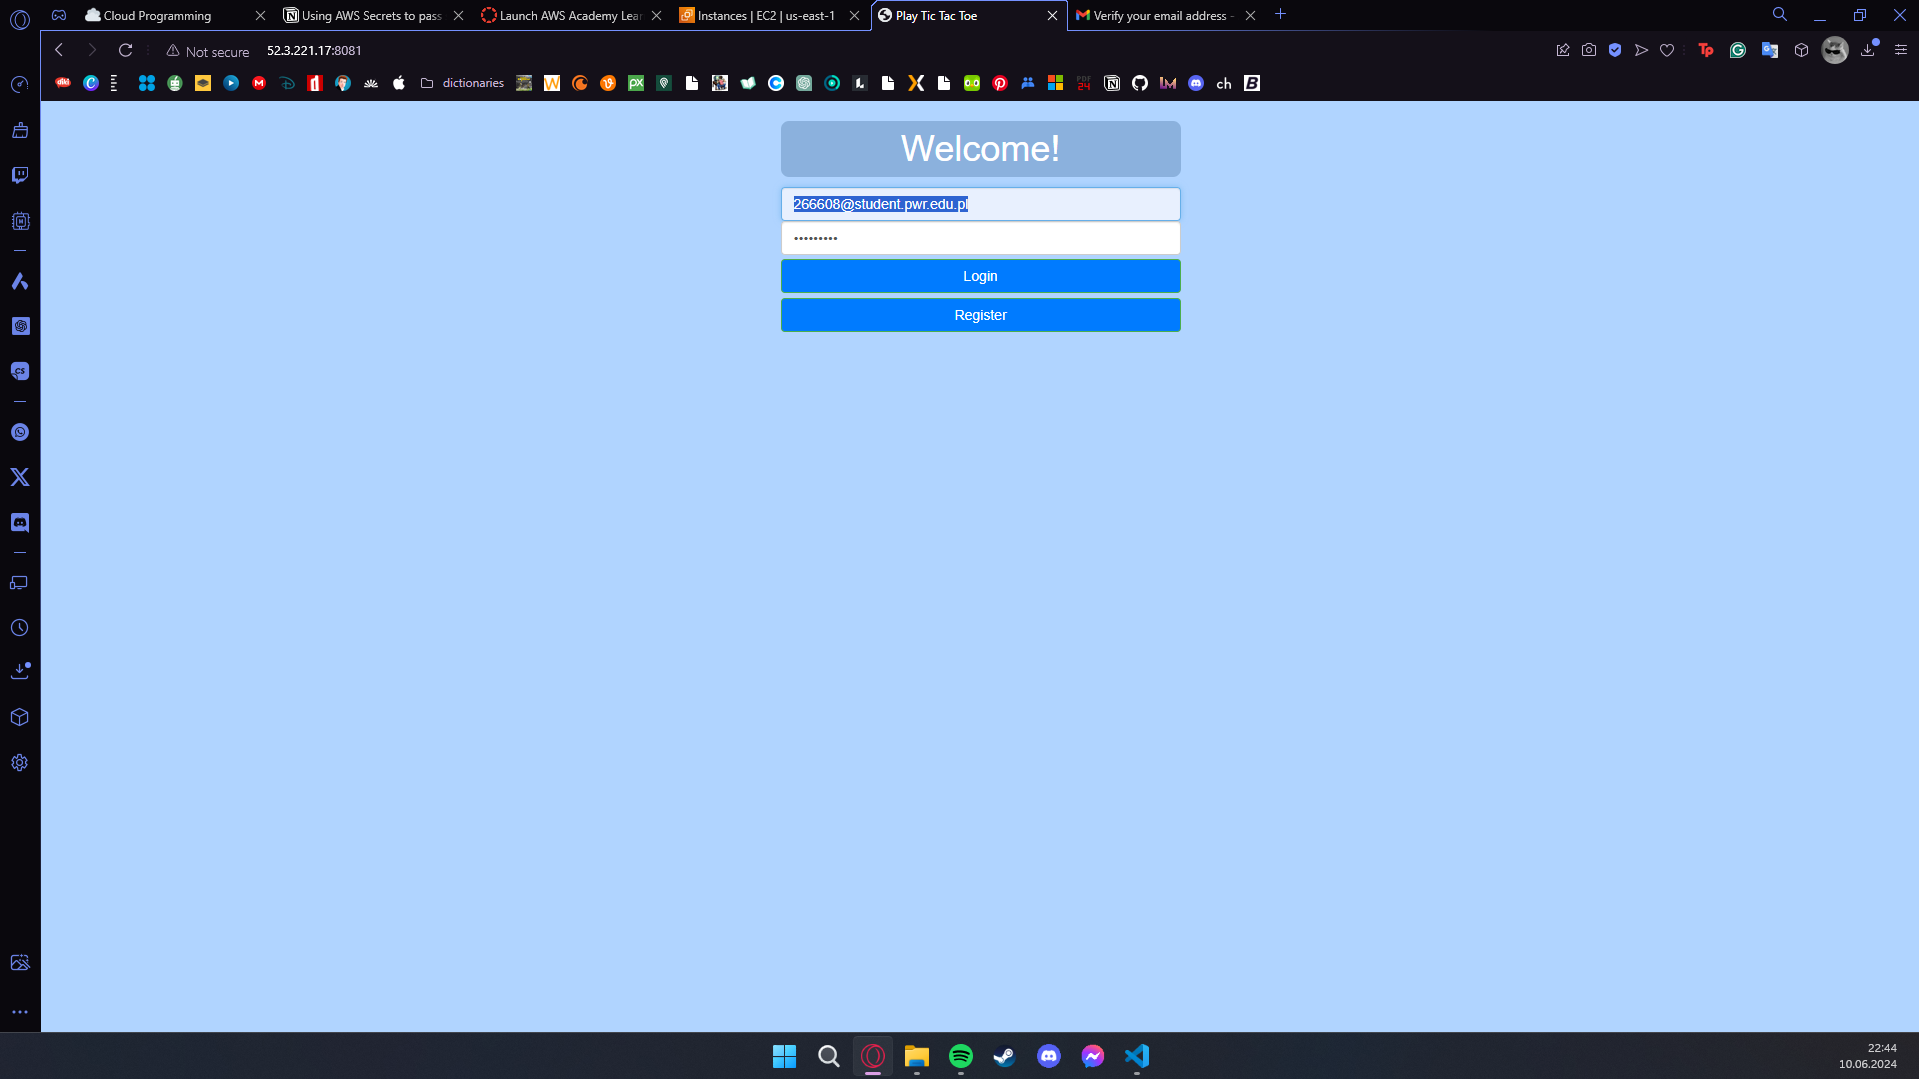 Cloud Programming
Using AWS Secrets to pass
Launch AWS Academy Lear
Instances | EC2 | us-east-1
Play Tic Tac Toe
Verify your email address -
Not secure
52.3.221.17:8081
dictionaries
ch
Welcome!
266608@student.pwr.edu.pl
•••••••••
Login
Register
22:44
10.06.2024